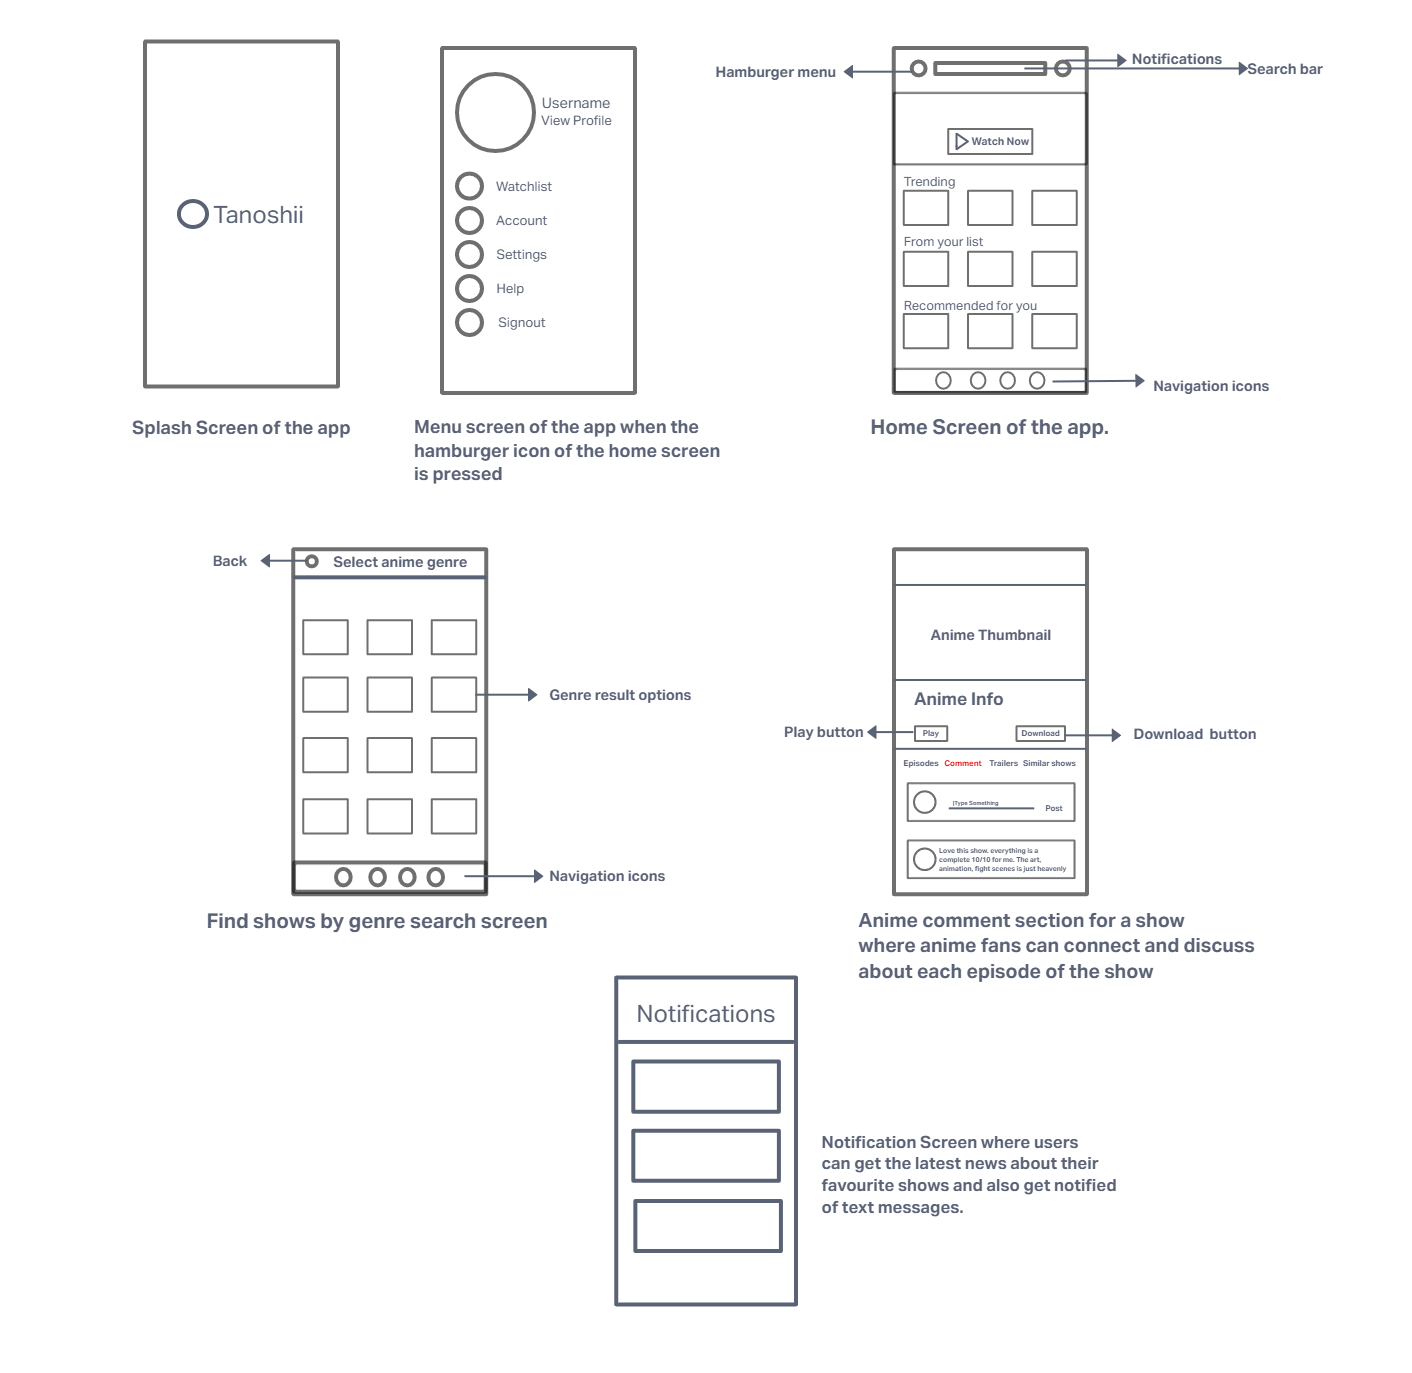 Tanoshii
Splash Screen of the app
Username
View Profile
Watchlist
Account
Settings
Help
Signout
Menu screen of the app when the
hamburger icon of the home screen
is pressed
Hamburger menu
Notifications
Search bar
Watch Now
Trending
From your list
Recommended for you
Navigation icons
Home Screen of the app.
Back
Select anime genre
Genre result options
Navigation icons
Find shows by genre search screen
Anime Thumbnail
Anime Info
Play button
Play
Download
Download button
Episodes Comment Trailers Similar shows
|Type Something
Post
Love this show. everything is a
complete 10/10 for me. The art,
animation, fight scenes is just heavenly
Anime comment section for a show
where anime fans can connect and discuss
about each episode of the show
Notifications
Notification Screen where users
can get the latest news about their
favourite shows and also get notified
of text messages.